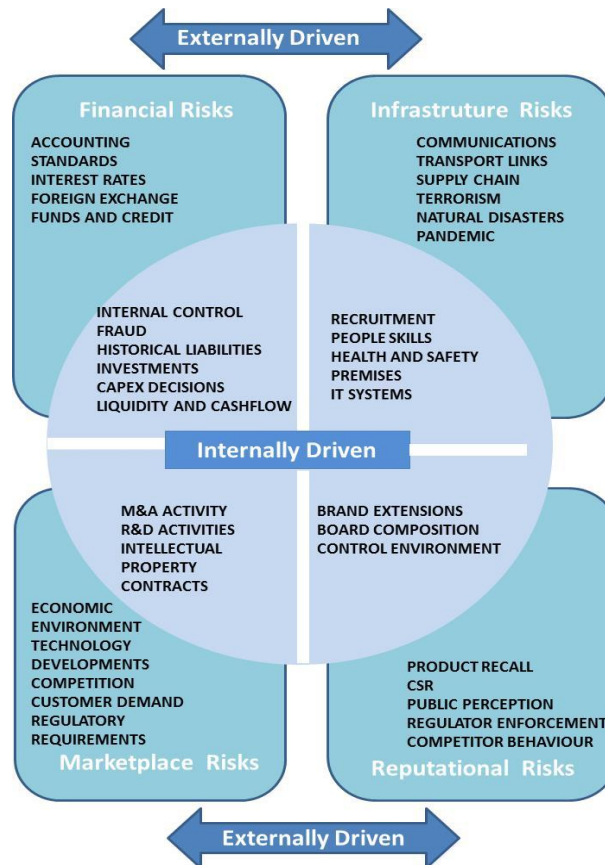 Externally Driven
Financial Risks
ACCOUNTING
STANDARDS
INTEREST RATES
FOREIGN EXCHANGE
FUNDS AND CREDIT
Infrastruture Risks
COMMUNICATIONS
TRANSPORT LINKS
SUPPLY CHAIN
TERRORISM
NATURAL DISASTERS
PANDEMIC
INTERNAL CONTROL
FRAUD
HISTORICAL LIABILITIES
INVESTMENTS
CAPEX DECISIONS
LIQUIDITY AND CASHFLOW
RECRUITMENT
PEOPLE SKILLS
HEALTH AND SAFETY
PREMISES
IT SYSTEMS
Internally Driven
M&A ACTIVITY
R&D ACTIVITIES
INTELLECTUAL
PROPERTY
CONTRACTS
BRAND EXTENSIONS
BOARD COMPOSITION
CONTROL ENVIRONMENT
ECONOMIC
ENVIRONMENT
TECHNOLOGY
DEVELOPMENTS
COMPETITION
CUSTOMER DEMAND
REGULATORY
REQUIREMENTS
Marketplace Risks
PRODUCT RECALL
CSR
PUBLIC PERCEPTION
REGULATOR ENFORCEMENT
COMPETITOR BEHAVIOUR
Reputational Risks
Externally Driven